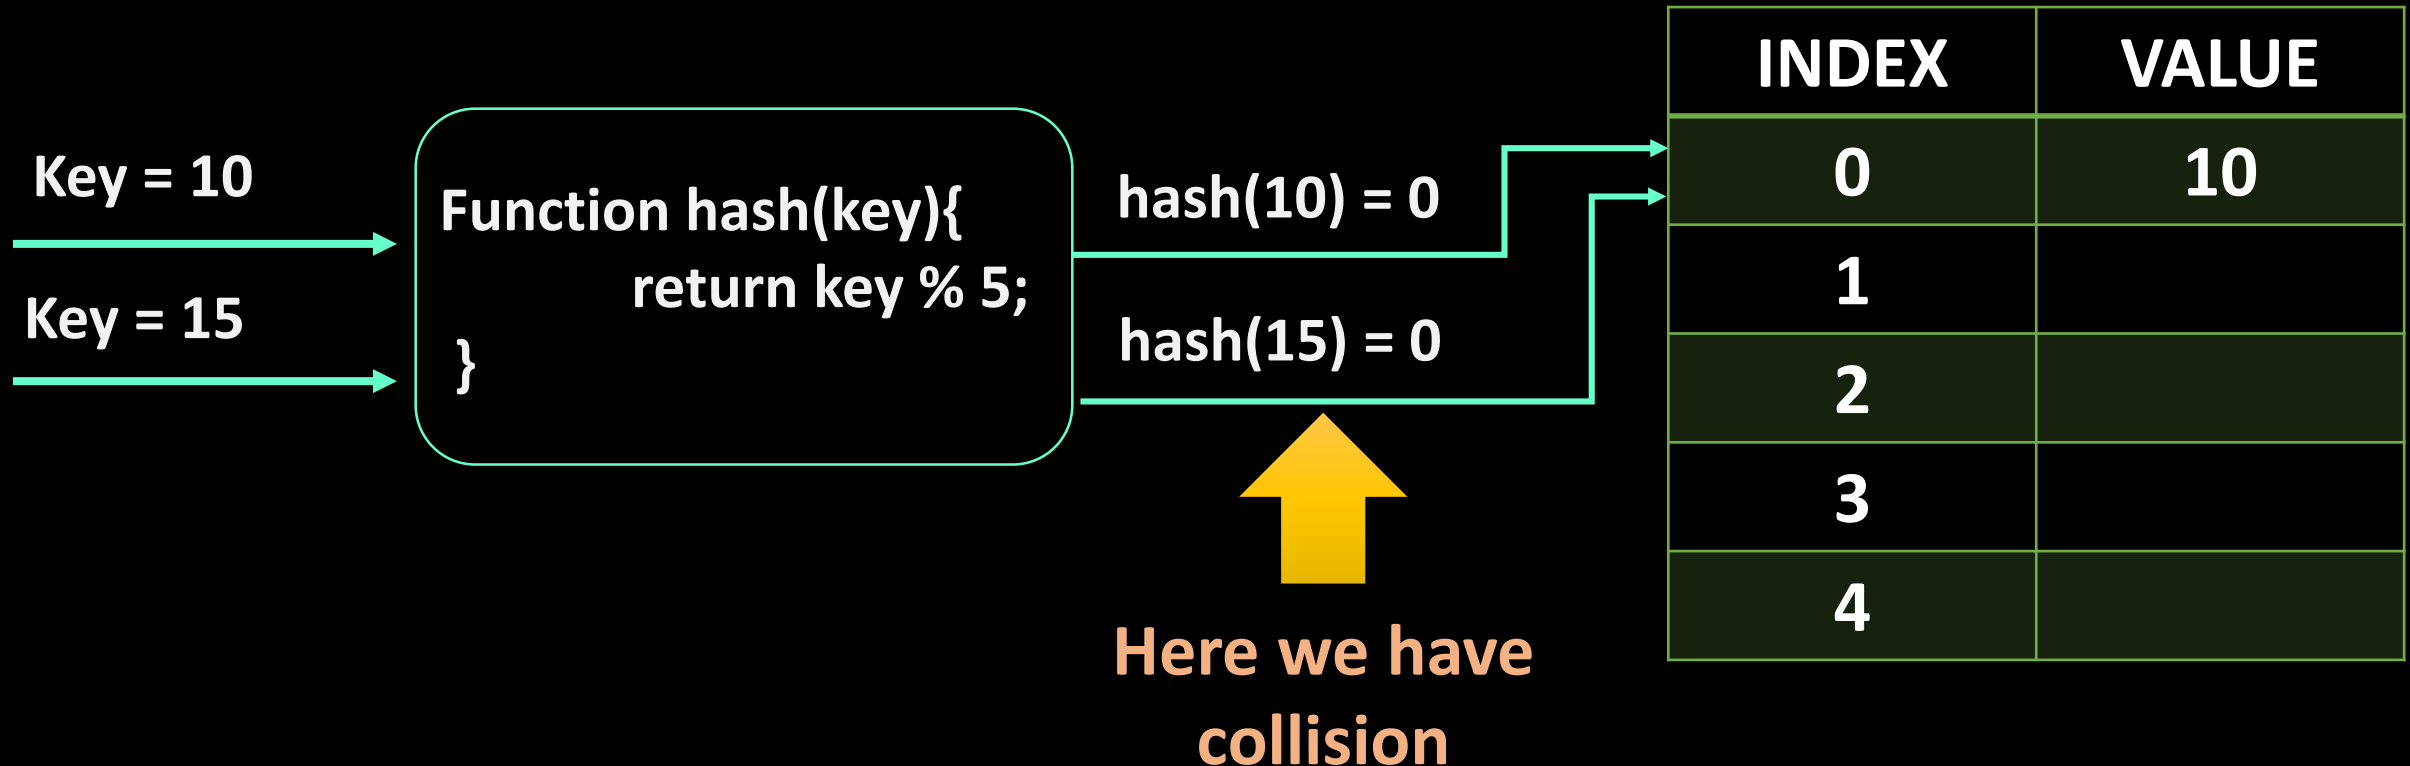 Key = 10
Key = 15
Function hash(key){
return key % 5;
}
hash(10) = 0
hash(15) = 0
Here we have
collision
INDEX VALUE
0 10
1
2
3
4